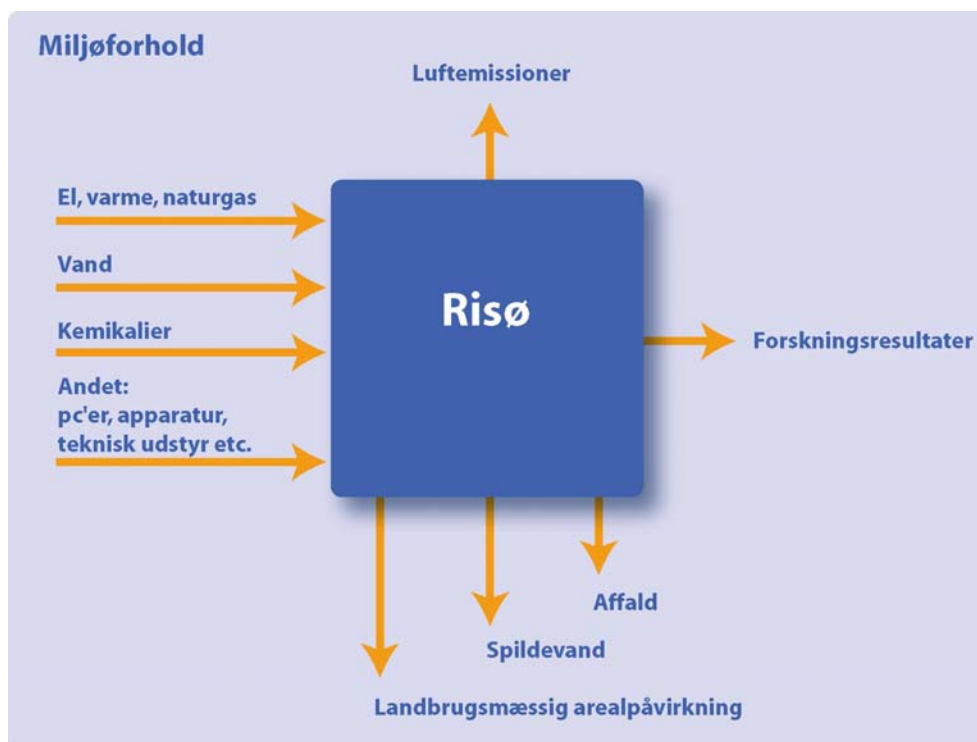 Miljøforhold
Luftemissioner
El, varme, naturgas
Vand
Kemikalier
Andet:
pc'er, apparatur,
teknisk udstyr etc.
Risø
Forskningsresultater
Affald
Spildevand
Landbrugsmæssig arealpåvirkning